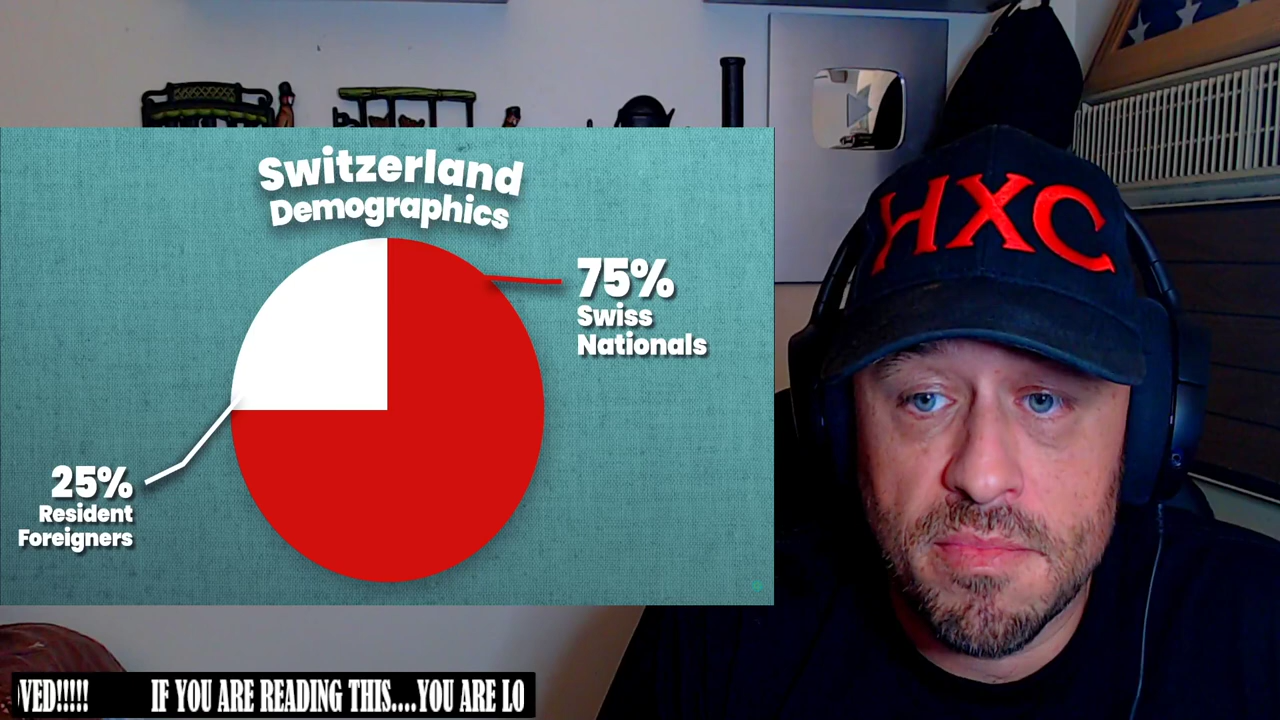 Switzerland
Demographics
75%
Swiss
Nationals
25%
Resident
Foreigners
HXC
VED!!!!! IF YOU ARE READING THIS....YOU ARE LO